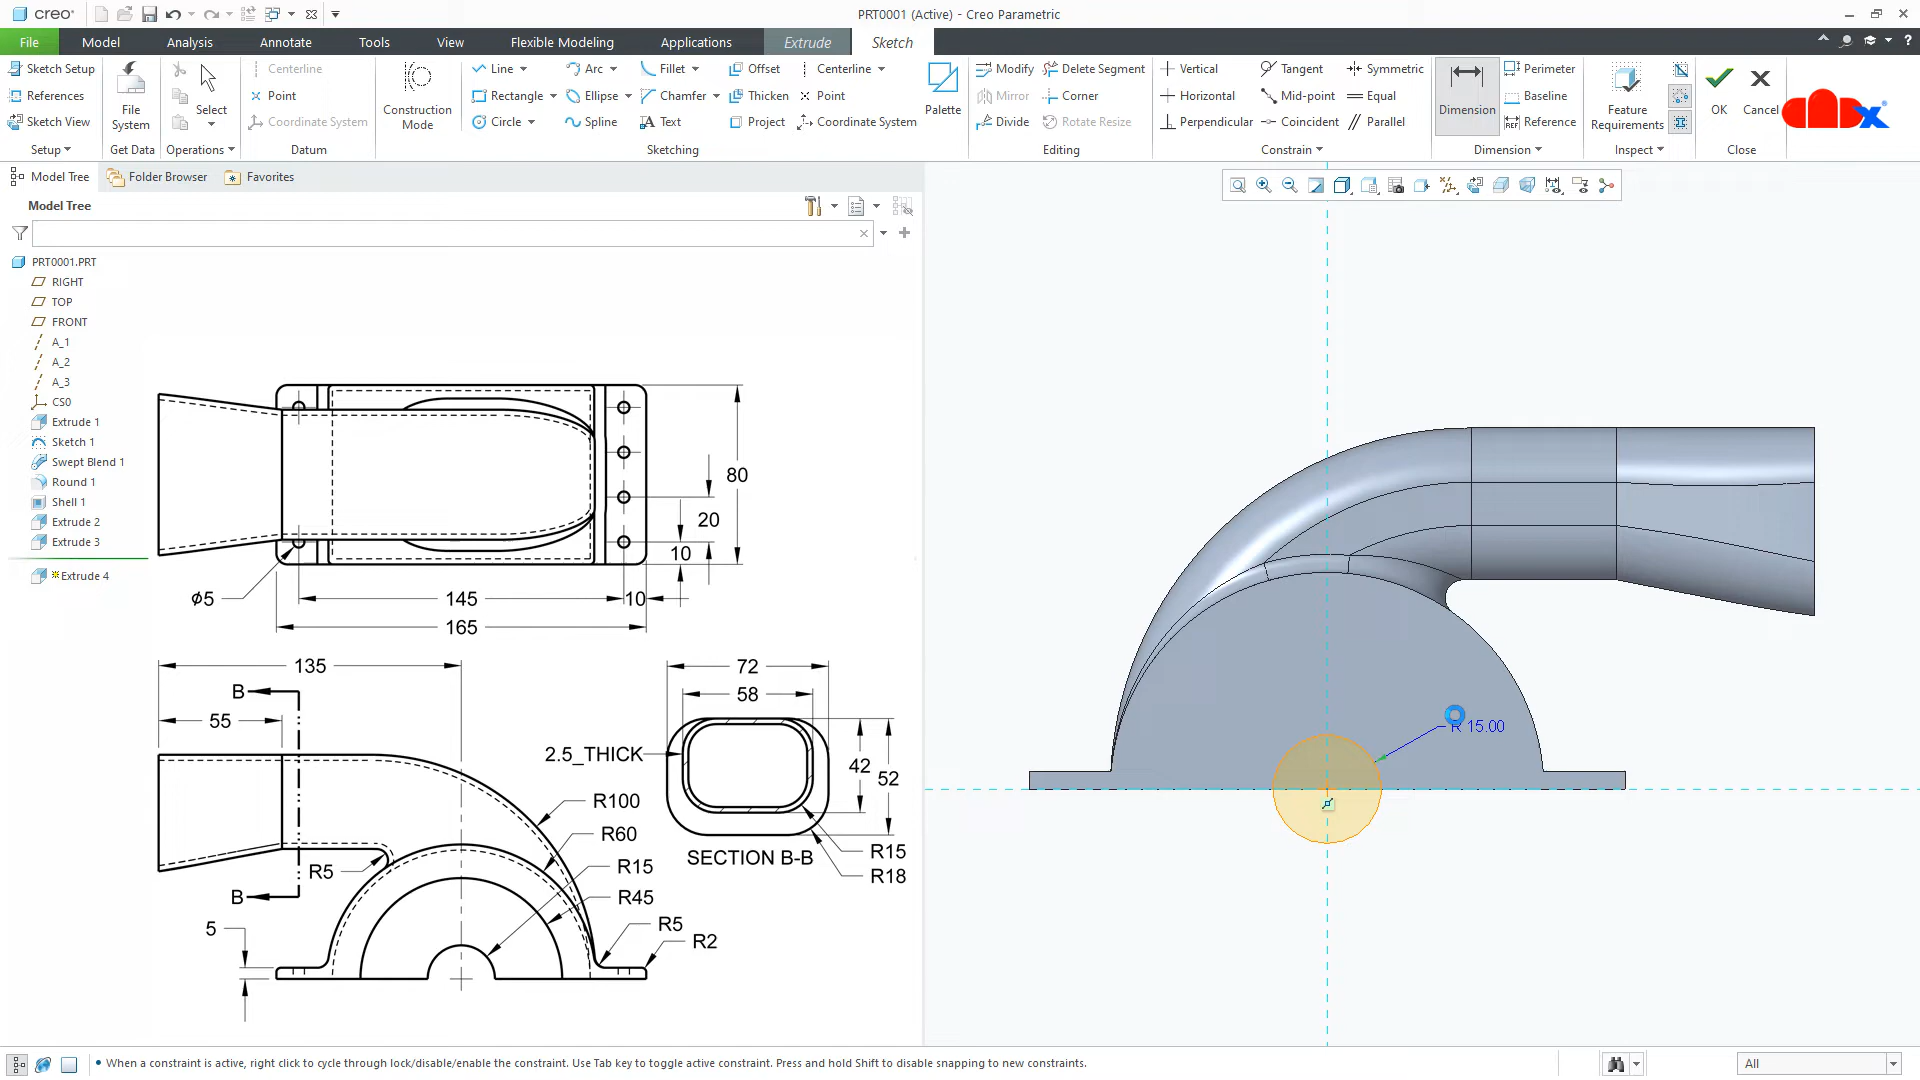 creo
PRT0001 (Active) - Creo Parametric
File Model Analysis Annotate Tools View Flexible Modeling Applications Extrude Sketch
Sketch Setup
References
Sketch View
Setup
File System
Get Data
Select
Operations
Centerline
Point
Coordinate System
Datum
Construction Mode
Line Arc Fillet Offset Centerline
Rectangle Ellipse Chamfer Thicken Point
Circle Spline Text Project Coordinate System
Palette
Sketching
Modify Delete Segment
Mirror Corner
Divide Rotate Resize
Editing
Vertical Tangent Symmetric
Horizontal Mid-point Equal
Perpendicular Coincident Parallel
Constrain
Dimension
Perimeter
Baseline
Reference
Dimension
Feature Requirements
Inspect
OK Cancel
Close
Model Tree Folder Browser Favorites
Model Tree
PRT0001.PRT
RIGHT
TOP
FRONT
A_1
A_2
A_3
CS0
Extrude 1
Sketch 1
Swept Blend 1
Round 1
Shell 1
Extrude 2
Extrude 3
Extrude 4
80
20
10
ϕ5
145
10
165
135
B
55
R100
R60
R15
R5
R45
B
5
R5
R2
72
58
2.5_THICK
42
52
R15
SECTION B-B
R18
R 15.00
When a constraint is active, right click to cycle through lock/disable/enable the constraint. Use Tab key to toggle active constraint. Press and hold Shift to disable snapping to new constraints.
All